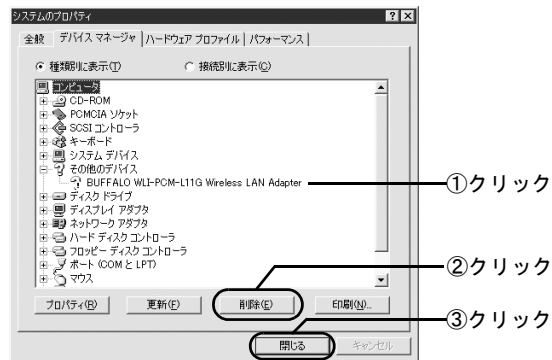 システムのプロパティ
全般 デバイス マネージャ ハードウェア プロファイル パフォーマンス
種類別に表示(T) 接続別に表示(C)
コンピュータ
CD-ROM
PCMCIA ソケット
SCSI コントローラ
キーボード
システム デバイス
その他のデバイス
BUFFALO WLI-PCM-L11G Wireless LAN Adapter
①クリック
ディスク ドライブ
ディスプレイ アダプタ
ネットワーク アダプタ
ハード ディスク コントローラ
フロッピー ディスク コントローラ
ポート (COM と LPT)
マウス
②クリック
プロパティ(R) 更新(F) 削除(E) 印刷(N)...
③クリック
閉じる キャンセル